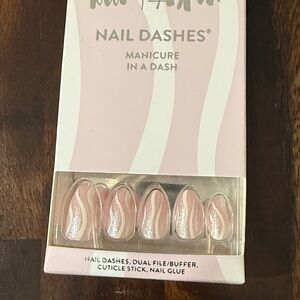 NAIL DASHES®
MANICURE
IN A DASH
NAIL DASHES, DUAL FILE/BUFFER,
CUTICLE STICK, NAIL GLUE